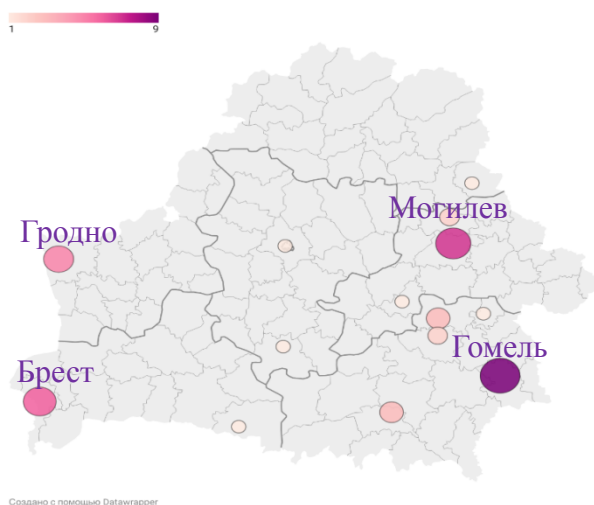 1 9
Могилев
Гродно
Гомель
Брест
Создано с помощью Datawrapper